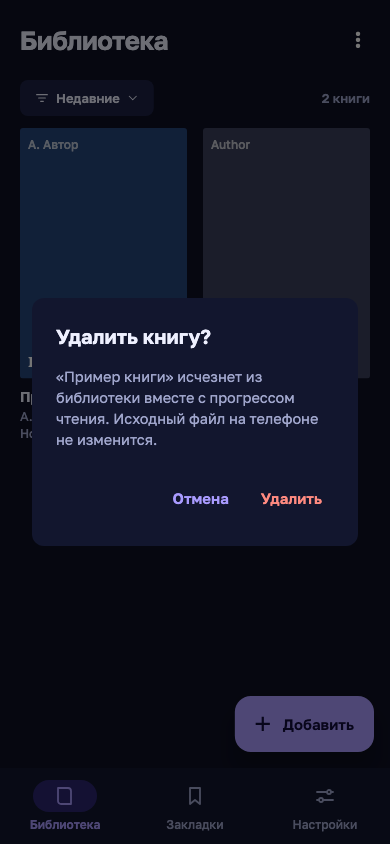 Библиотека
Недавние
2 книги
А. Автор
Author
Удалить книгу?
«Пример книги» исчезнет из
библиотеки вместе с прогрессом
чтения. Исходный файл на телефоне
не изменится.
Отмена
Удалить
Добавить
Библиотека
Закладки
Настройки